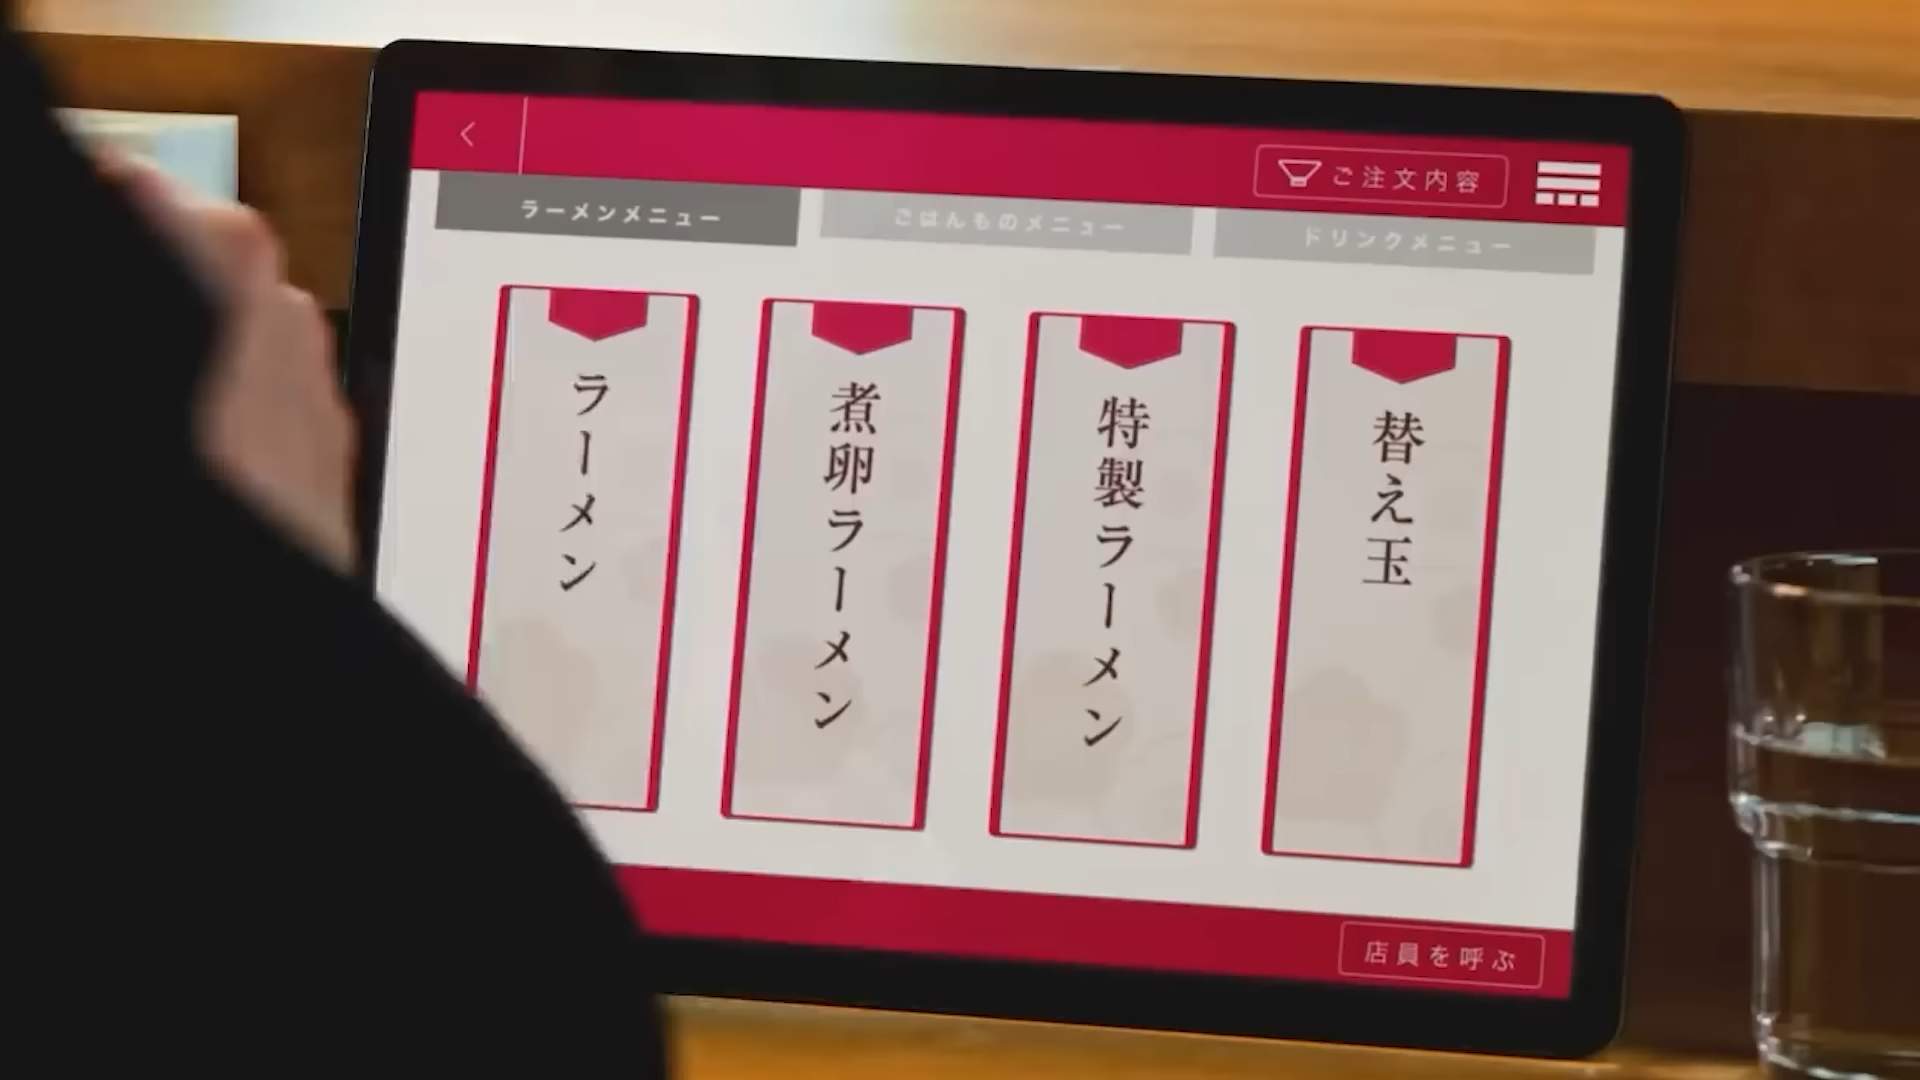 ご注文内容
ラーメンメニュー
ごはんものメニュー
ドリンクメニュー
ラーメン
煮卵ラーメン
特製ラーメン
替え玉
店員を呼ぶ